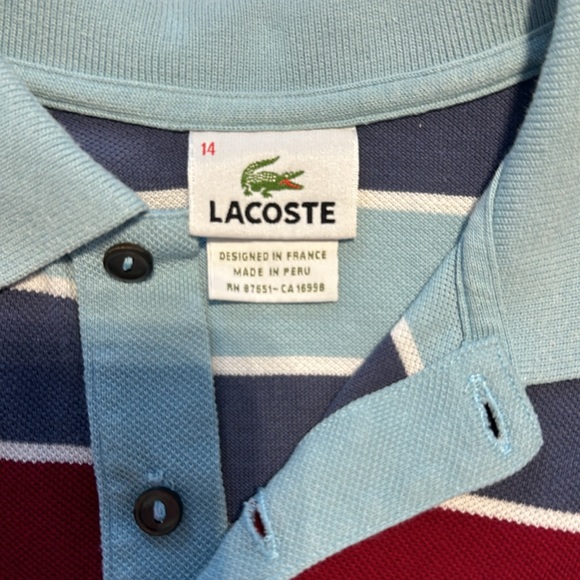 14
LACOSTE
DESIGNED IN FRANCE
MADE IN PERU
RN 87651-CA 16998